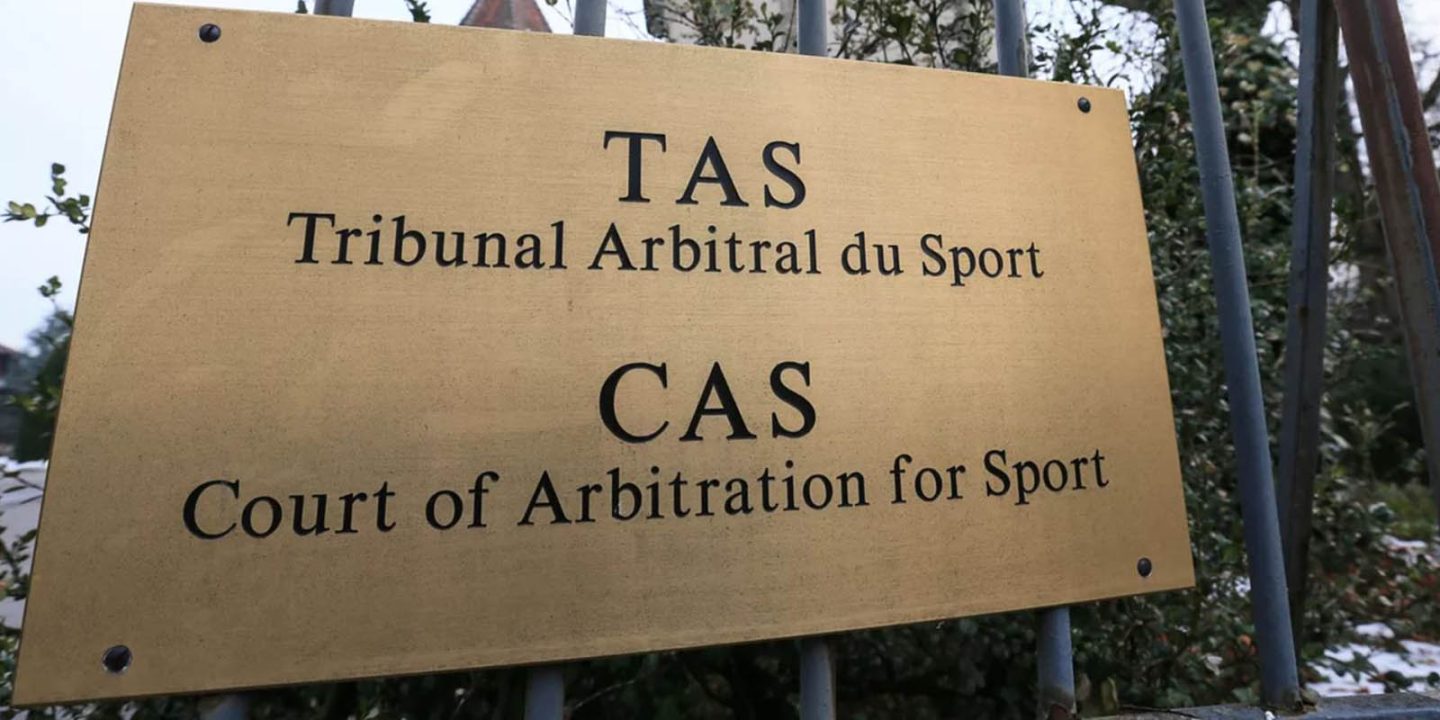 TAS
Tribunal Arbitral du Sport
CAS
Court of Arbitration for Sport